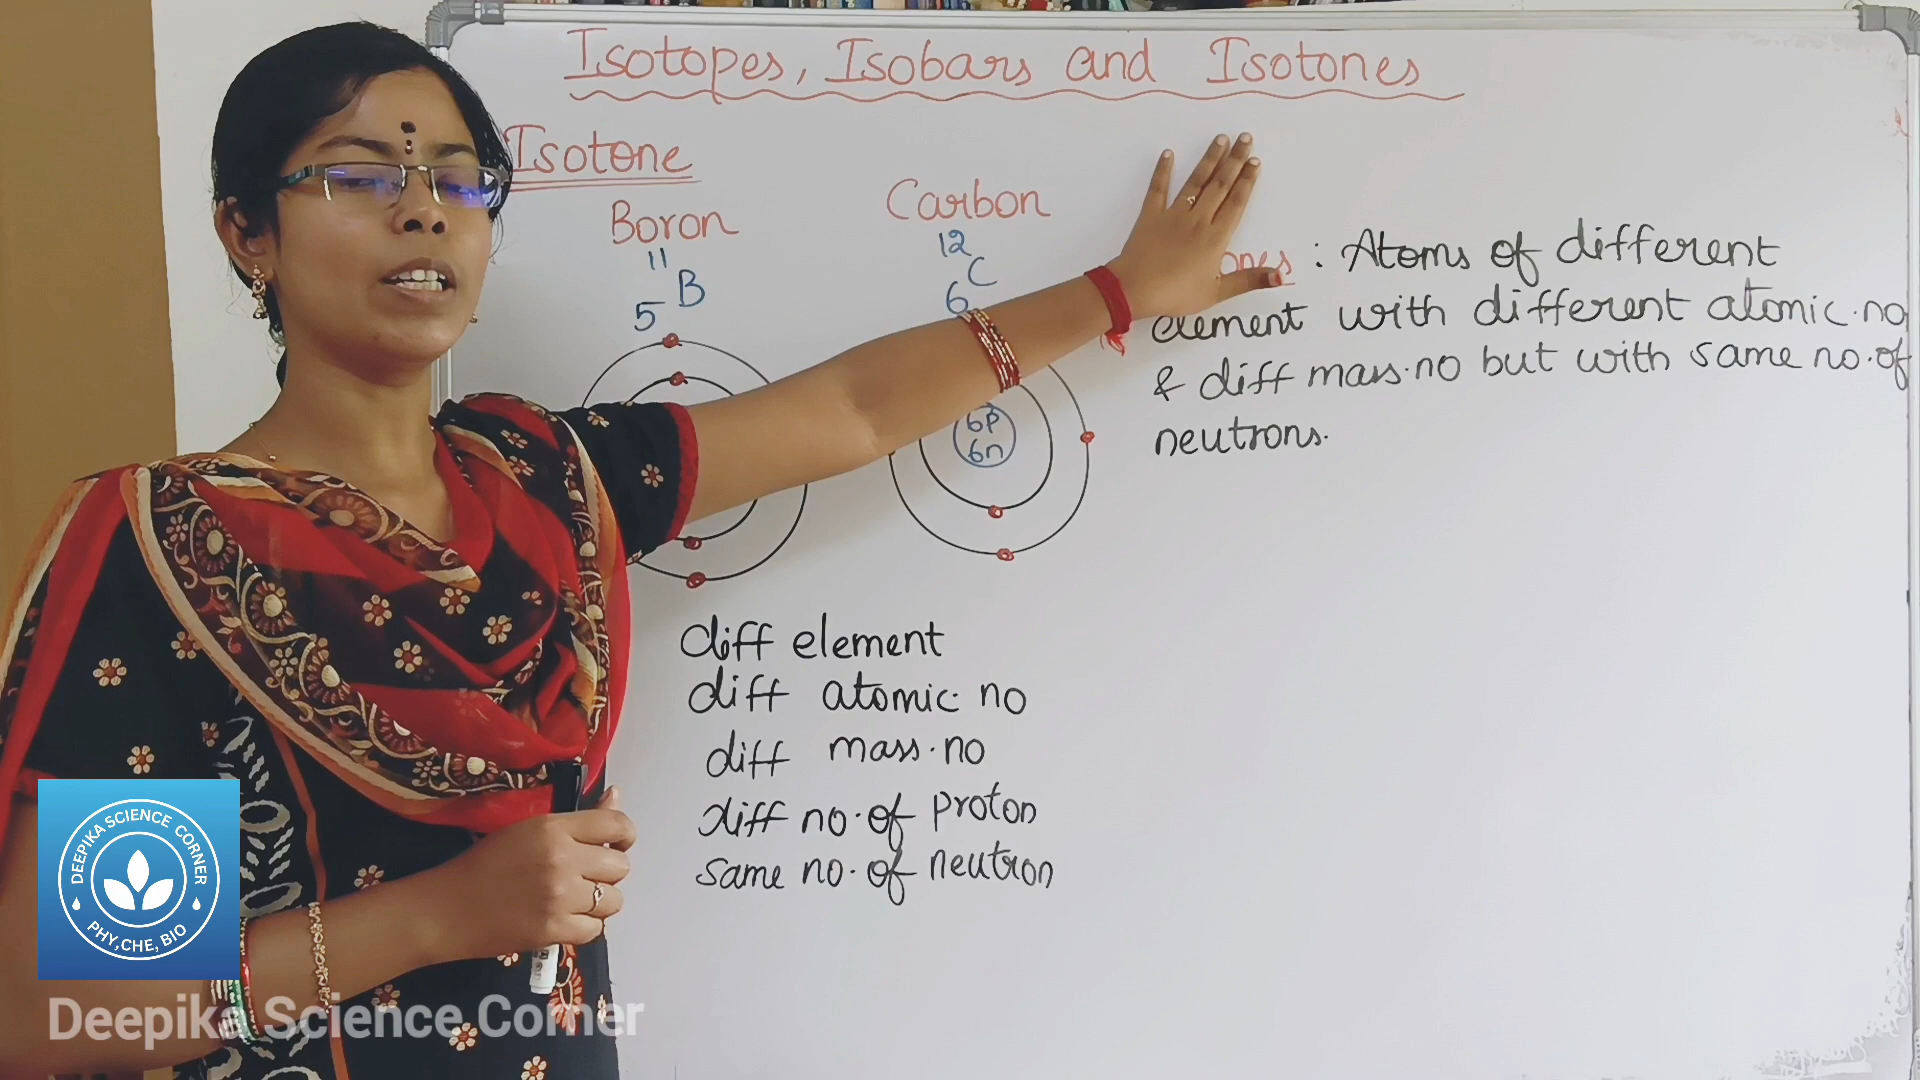 Isotopes, Isobars and Isotones
Isotone
Boron
11
B
5
Carbon
12
C
6
6p
6n
: Atoms of different
element with different atomic.no
& diff mass.no but with same no.of
neutrons.
diff element
diff atomic.no
diff mass.no
diff no.of proton
same no.of neutron
DEEPIKA SCIENCE CORNER
PHY,CHE, BIO
Deepika Science Corner